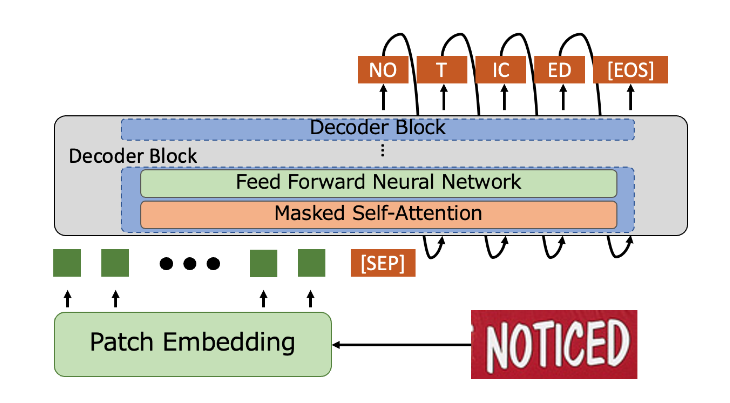 NO T IC ED [EOS]
Decoder Block
Decoder Block
Feed Forward Neural Network
Masked Self-Attention
[SEP]
Patch Embedding
NOTICED